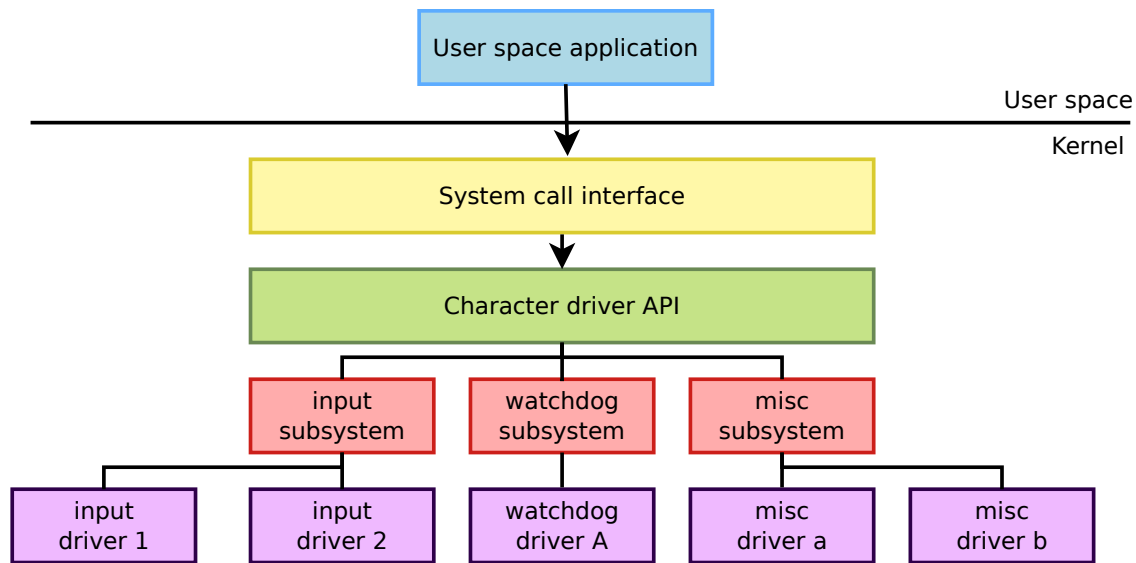 User space application
User space
Kernel
System call interface
Character driver API
input
subsystem
watchdog
subsystem
misc
subsystem
input
driver 1
input
driver 2
watchdog
driver A
misc
driver a
misc
driver b